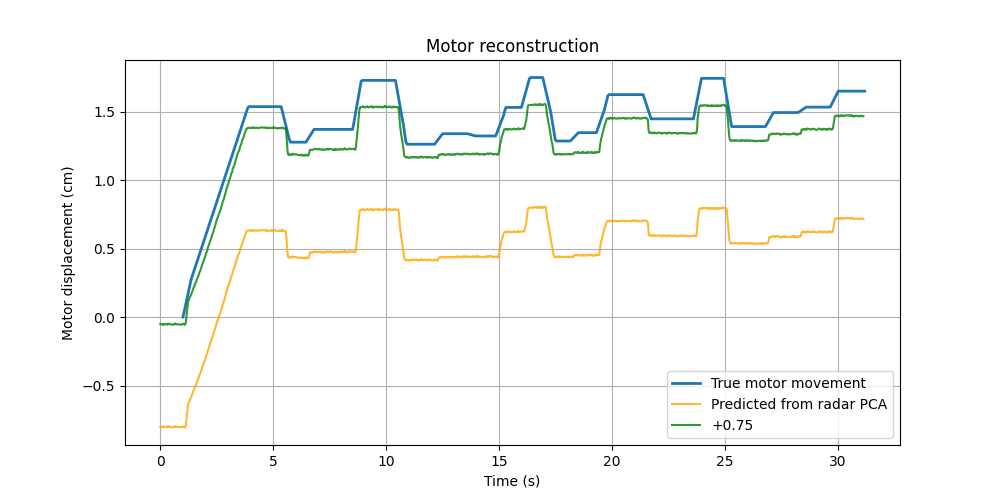 Motor reconstruction
Motor displacement (cm)
1.5
1.0
0.5
0.0
−0.5
0
5
10
15
20
25
30
Time (s)
True motor movement
Predicted from radar PCA
+0.75